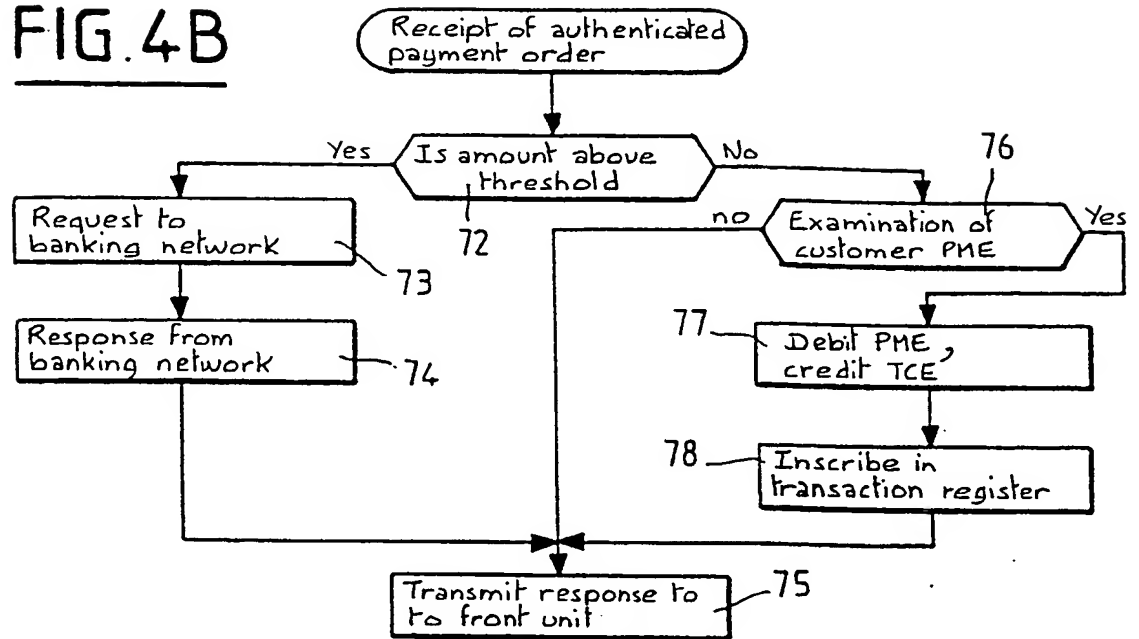 FIG.4B
Receipt of authenticated
payment order
Yes
Is amount above
threshold
No
72
76
Request to
banking network
73
no
Examination of
customer PME
Yes
Response from
banking network
74
77
Debit PME,
credit TCE
78
Inscribe in
transaction register
Transmit response to
to front unit
75